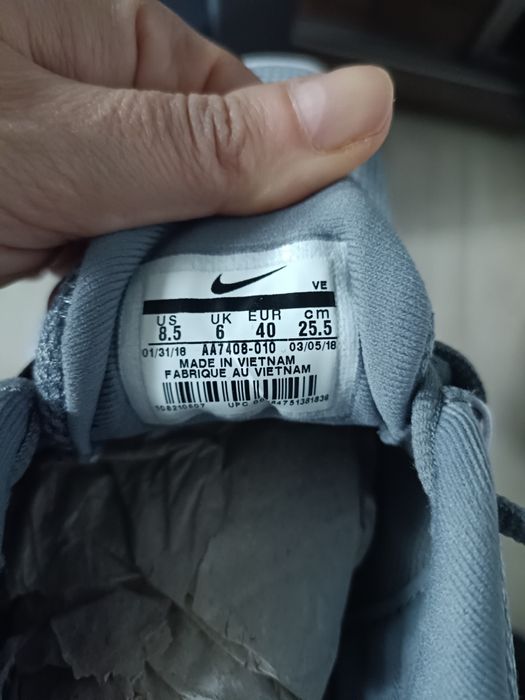 VE
US UK EUR cm
8.5 6 40 25.5
01/31/18 AA7408-010 03/05/18
MADE IN VIETNAM
FABRIQUE AU VIETNAM
UPC